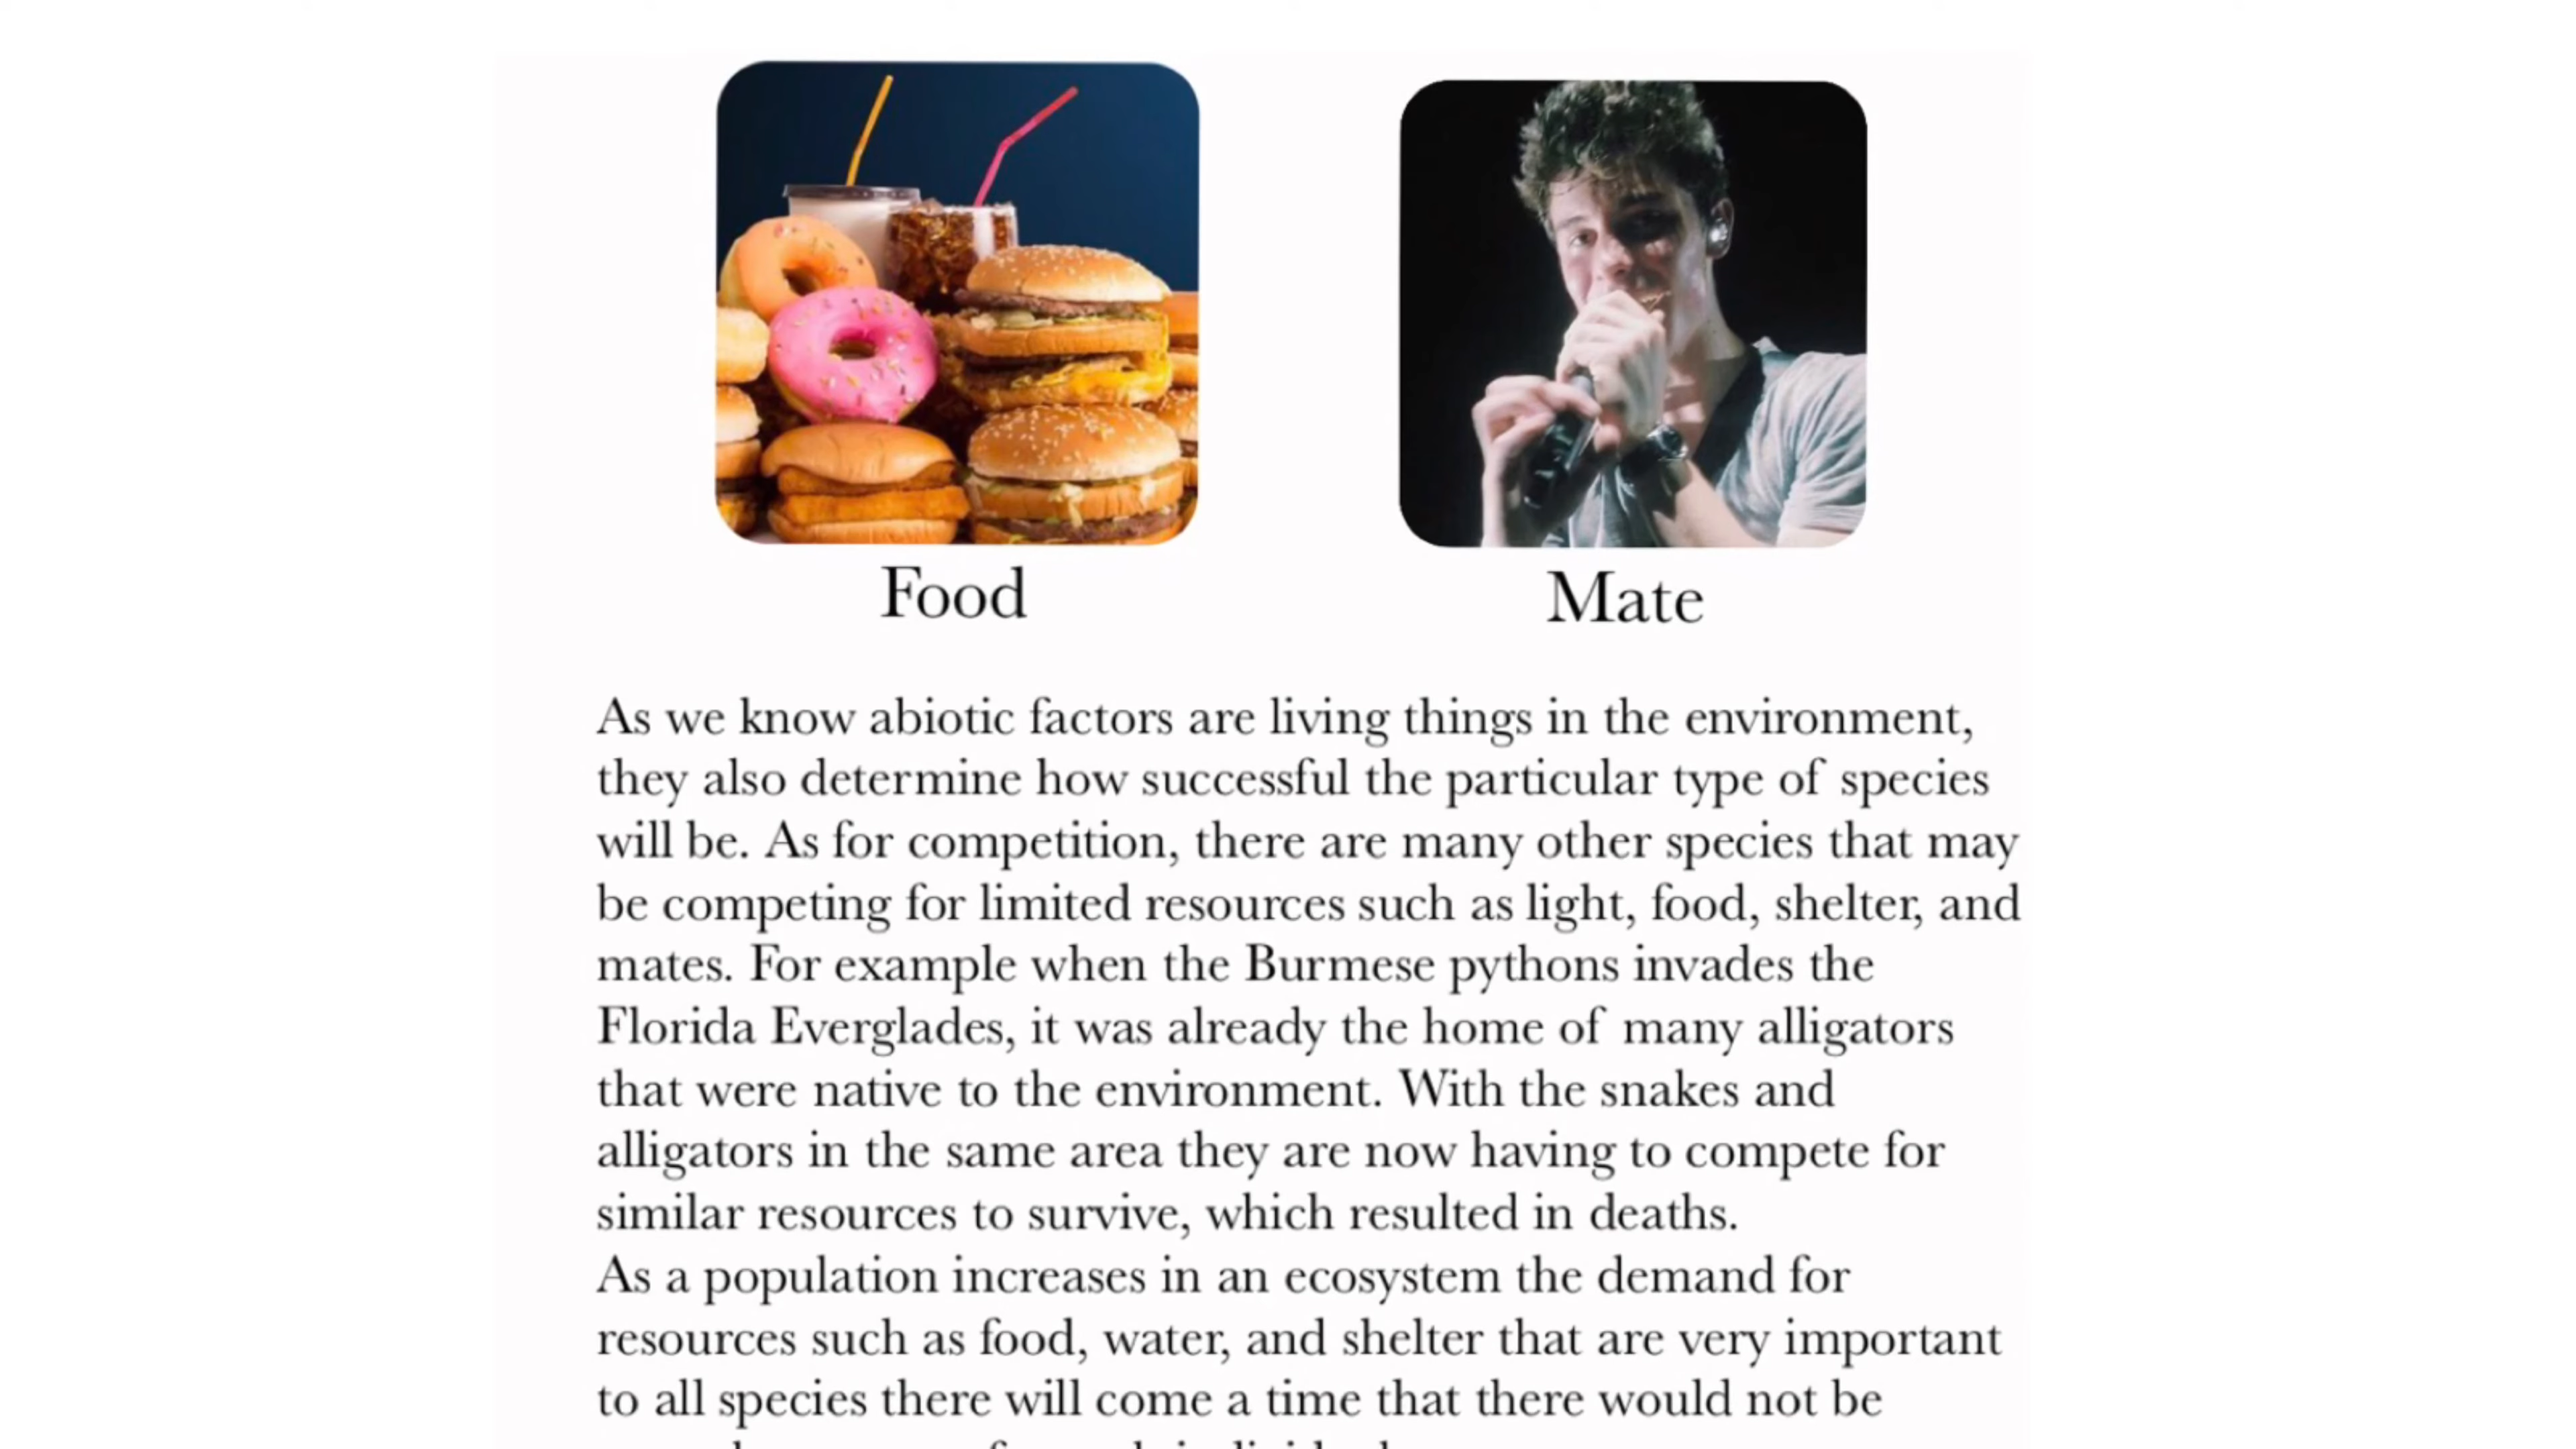 Food
Mate
As we know abiotic factors are living things in the environment,
they also determine how successful the particular type of species
will be. As for competition, there are many other species that may
be competing for limited resources such as light, food, shelter, and
mates. For example when the Burmese pythons invades the
Florida Everglades, it was already the home of many alligators
that were native to the environment. With the snakes and
alligators in the same area they are now having to compete for
similar resources to survive, which resulted in deaths.
As a population increases in an ecosystem the demand for
resources such as food, water, and shelter that are very important
to all species there will come a time that there would not be